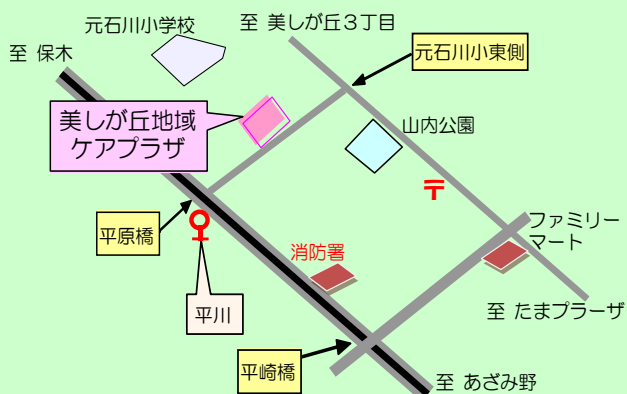 至 美しが丘3丁目
元石川小学校
至 保木
元石川小東側
美しが丘地域
ケアプラザ
山内公園
〒
平原橋
ファミリー
マート
消防署
平川
至 たまプラーザ
平崎橋
至 あざみ野